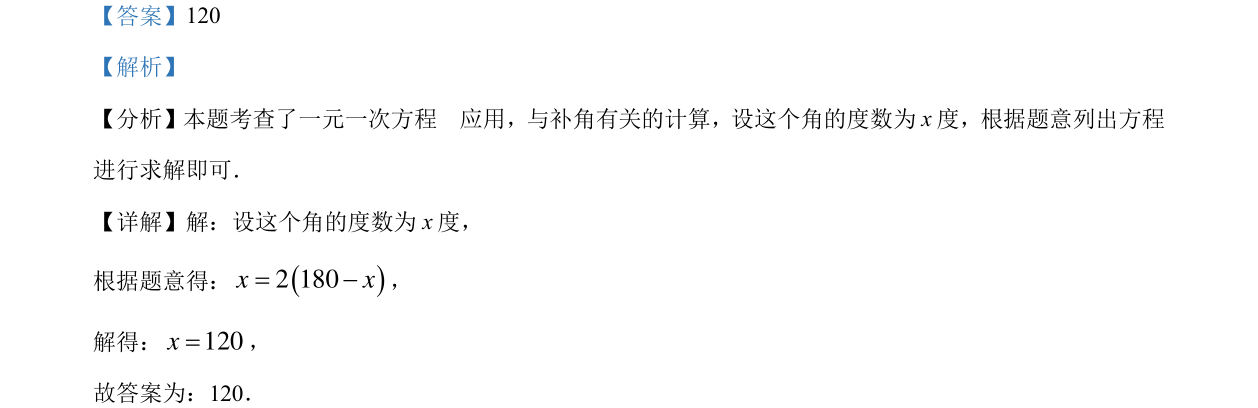 【答案】120
【解析】
【分析】本题考查了一元一次方程 应用，与补角有关的计算，设这个角的度数为 x 度，根据题意列出方程
进行求解即可．
【详解】解：设这个角的度数为 x 度，
根据题意得：x = 2(180 − x)，
解得：x = 120，
故答案为：120．